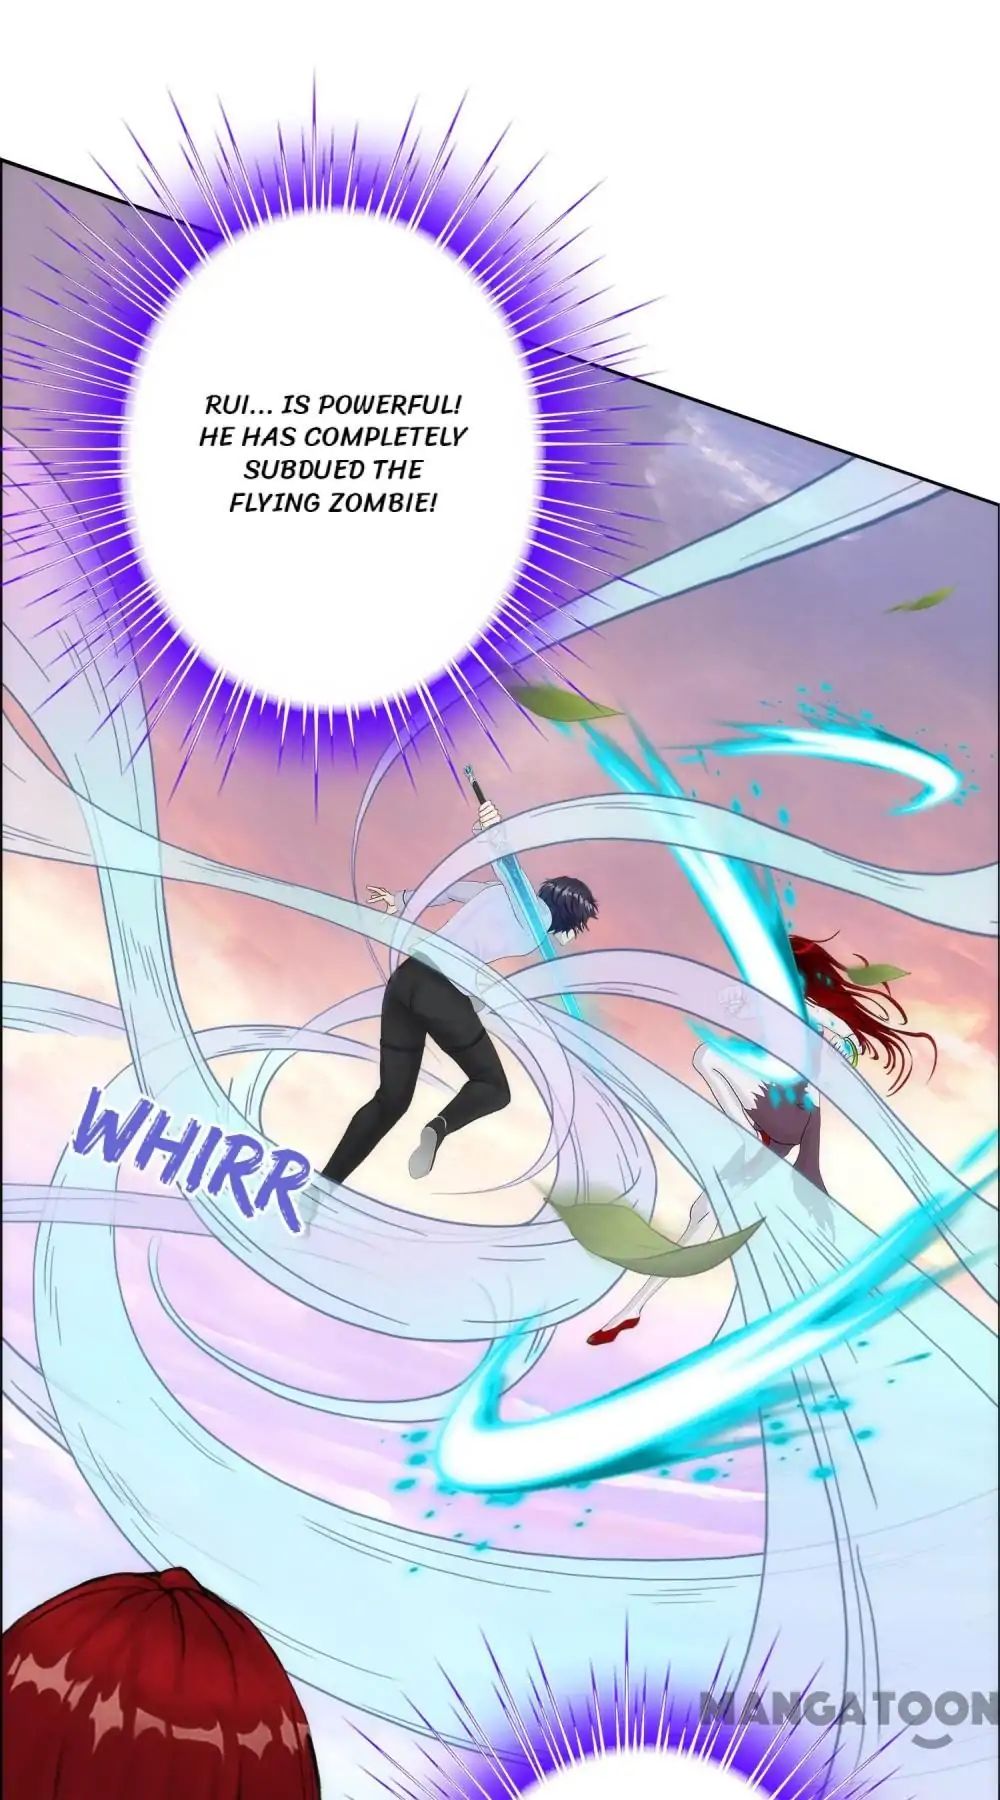 RUI... IS POWERFUL!
HE HAS COMPLETELY
SUBDUED THE
FLYING ZOMBIE!
WHIRR
MANGATOON